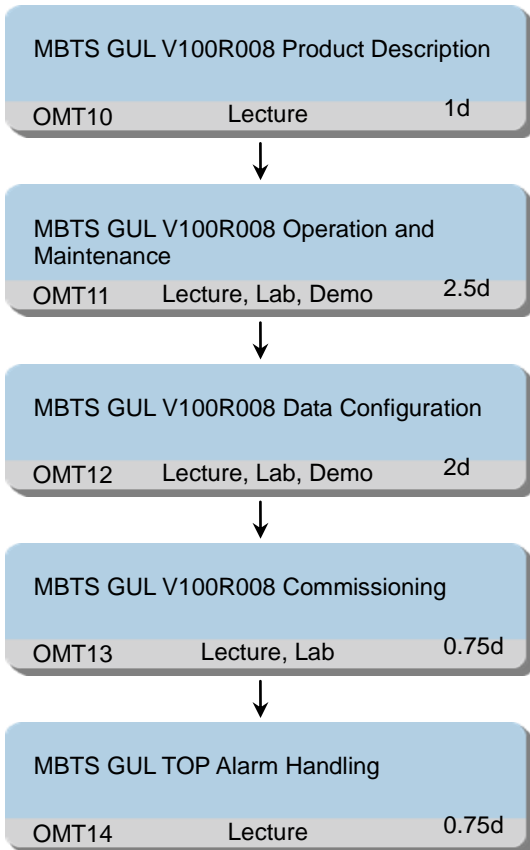 MBTS GUL V100R008 Product Description
OMT10 Lecture 1d
MBTS GUL V100R008 Operation and
Maintenance
OMT11 Lecture, Lab, Demo 2.5d
MBTS GUL V100R008 Data Configuration
OMT12 Lecture, Lab, Demo 2d
MBTS GUL V100R008 Commissioning
OMT13 Lecture, Lab 0.75d
MBTS GUL TOP Alarm Handling
OMT14 Lecture 0.75d